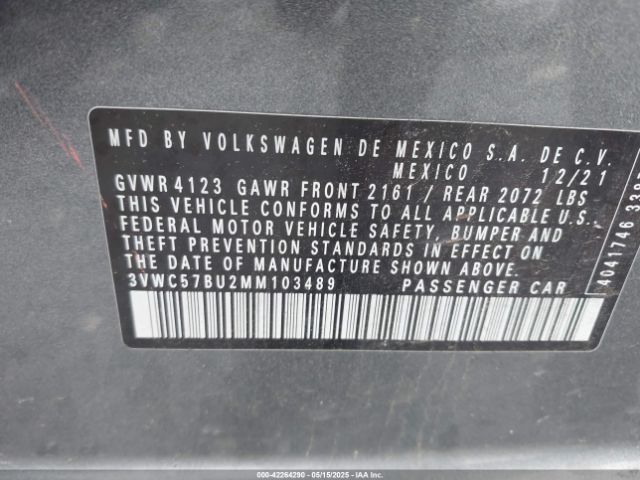 MFD BY VOLKSWAGEN DE MEXICO S.A. DE C.V.
MEXICO 12/21
GVWR 4123 GAWR FRONT 2161 / REAR 2072 LBS
THIS VEHICLE CONFORMS TO ALL APPLICABLE U.S.
FEDERAL MOTOR VEHICLE SAFETY, BUMPER AND
THEFT PREVENTION STANDARDS IN EFFECT ON
THE DATE OF MANUFACTURE SHOWN ABOVE.
3VWC57BU2MM103489 PASSENGER CAR
4041746
000-42264290 - 05/15/2025 - IAA Inc.